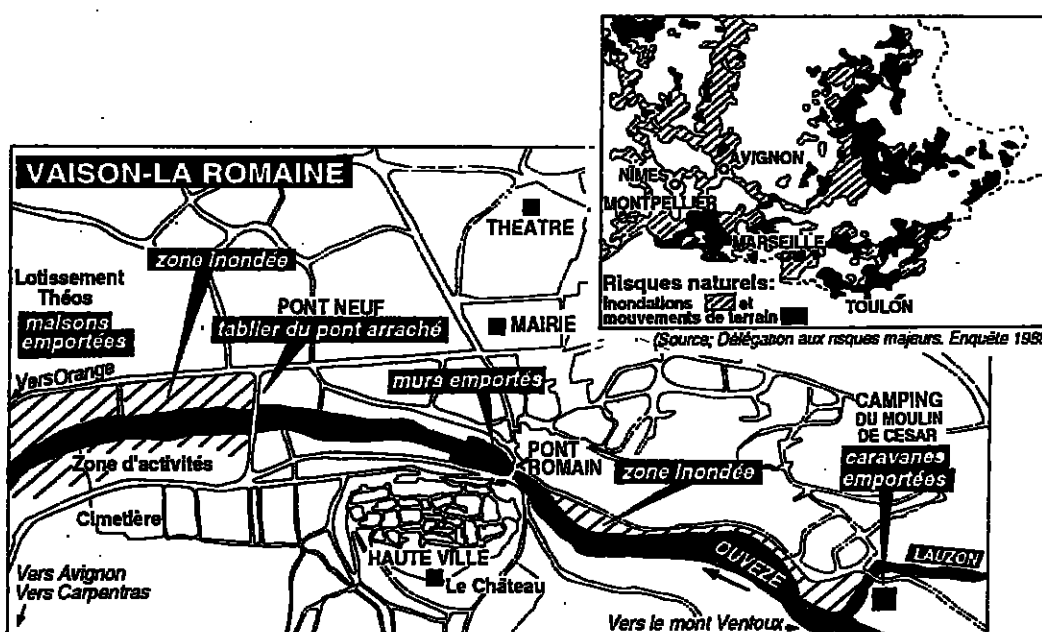 VAISON-LA ROMAINE
THEATRE
zone inondée
Lotissement
Théos
maisons
emportées
PONT NEUF
tablier du pont arraché
MAIRIE
Vers Orange
murs emportés
Zone d'activités
PONT
ROMAIN
zone inondée
CAMPING
DU MOULIN
DE CESAR
caravanes
emportées
Cimetière
HAUTE VILLE
Le Château
OUVEZE
LAUZON
Vers Avignon
Vers Carpentras
Vers le mont Ventoux
AVIGNON
NIMES
MONTPELLIER
MARSEILLE
TOULON
Risques naturels:
Inondations et
mouvements de terrain
(Source; Délégation aux risques majeurs. Enquête